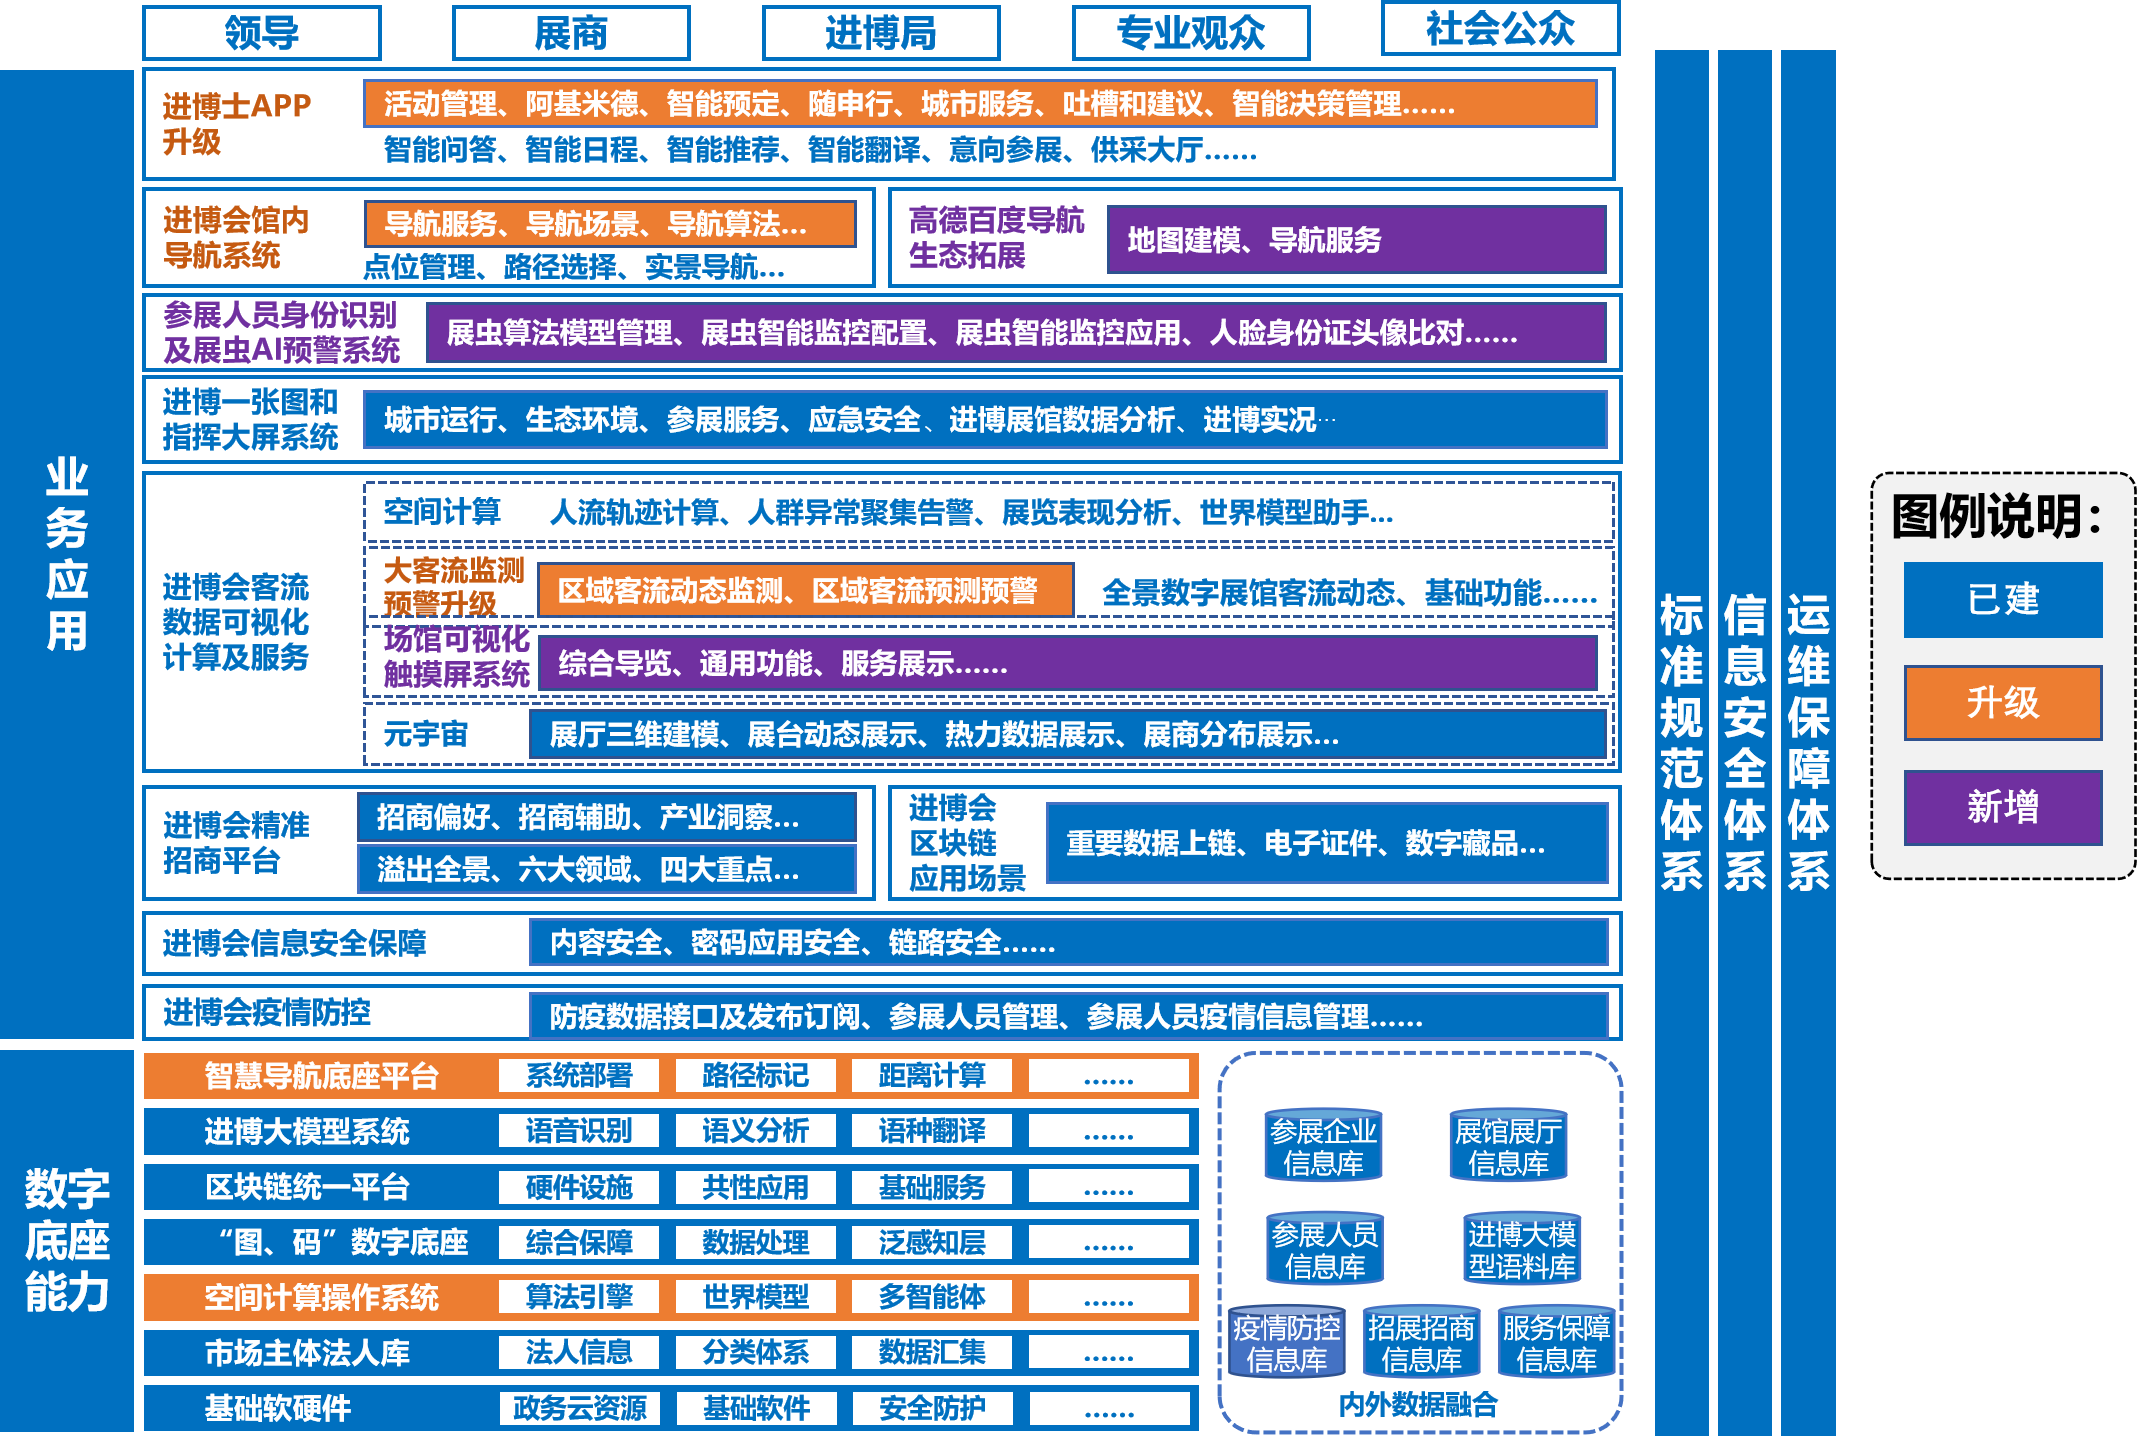 领导
展商
进博局
专业观众
社会公众
业务应用
进博士APP
升级
活动管理、阿基米德、智能预定、随申行、城市服务、吐槽和建议、智能决策管理……
智能问答、智能日程、智能推荐、智能翻译、意向参展、供采大厅……
进博会馆内
导航系统
导航服务、导航场景、导航算法...
点位管理、路径选择、实景导航...
高德百度导航
生态拓展
地图建模、导航服务
参展人员身份识别
及展虫AI预警系统
展虫算法模型管理、展虫智能监控配置、展虫智能监控应用、人脸身份证头像比对……
进博一张图和
指挥大屏系统
城市运行、生态环境、参展服务、应急安全、进博展馆数据分析、进博实况…
进博会客流
数据可视化
计算及服务
空间计算
人流轨迹计算、人群异常聚集告警、展览表现分析、世界模型助手...
大客流监测
预警升级
区域客流动态监测、区域客流预测预警
全景数字展馆客流动态、基础功能……
场馆可视化
触摸屏系统
综合导览、通用功能、服务展示……
元宇宙
展厅三维建模、展台动态展示、热力数据展示、展商分布展示...
进博会精准
招商平台
招商偏好、招商辅助、产业洞察...
溢出全景、六大领域、四大重点...
进博会
区块链
应用场景
重要数据上链、电子证件、数字藏品...
进博会信息安全保障
内容安全、密码应用安全、链路安全……
进博会疫情防控
防疫数据接口及发布订阅、参展人员管理、参展人员疫情信息管理……
数字
底座
能力
智慧导航底座平台
系统部署
路径标记
距离计算
……
进博大模型系统
语音识别
语义分析
语种翻译
……
区块链统一平台
硬件设施
共性应用
基础服务
……
“图、码”数字底座
综合保障
数据处理
泛感知层
……
空间计算操作系统
算法引擎
世界模型
多智能体
……
市场主体法人库
法人信息
分类体系
数据汇集
……
基础软硬件
政务云资源
基础软件
安全防护
……
参展企业
信息库
展馆展厅
信息库
参展人员
信息库
进博大模
型语料库
疫情防控
信息库
招展招商
信息库
服务保障
信息库
内外数据融合
标准规范体系
信息安全体系
运维保障体系
图例说明：
已建
升级
新增